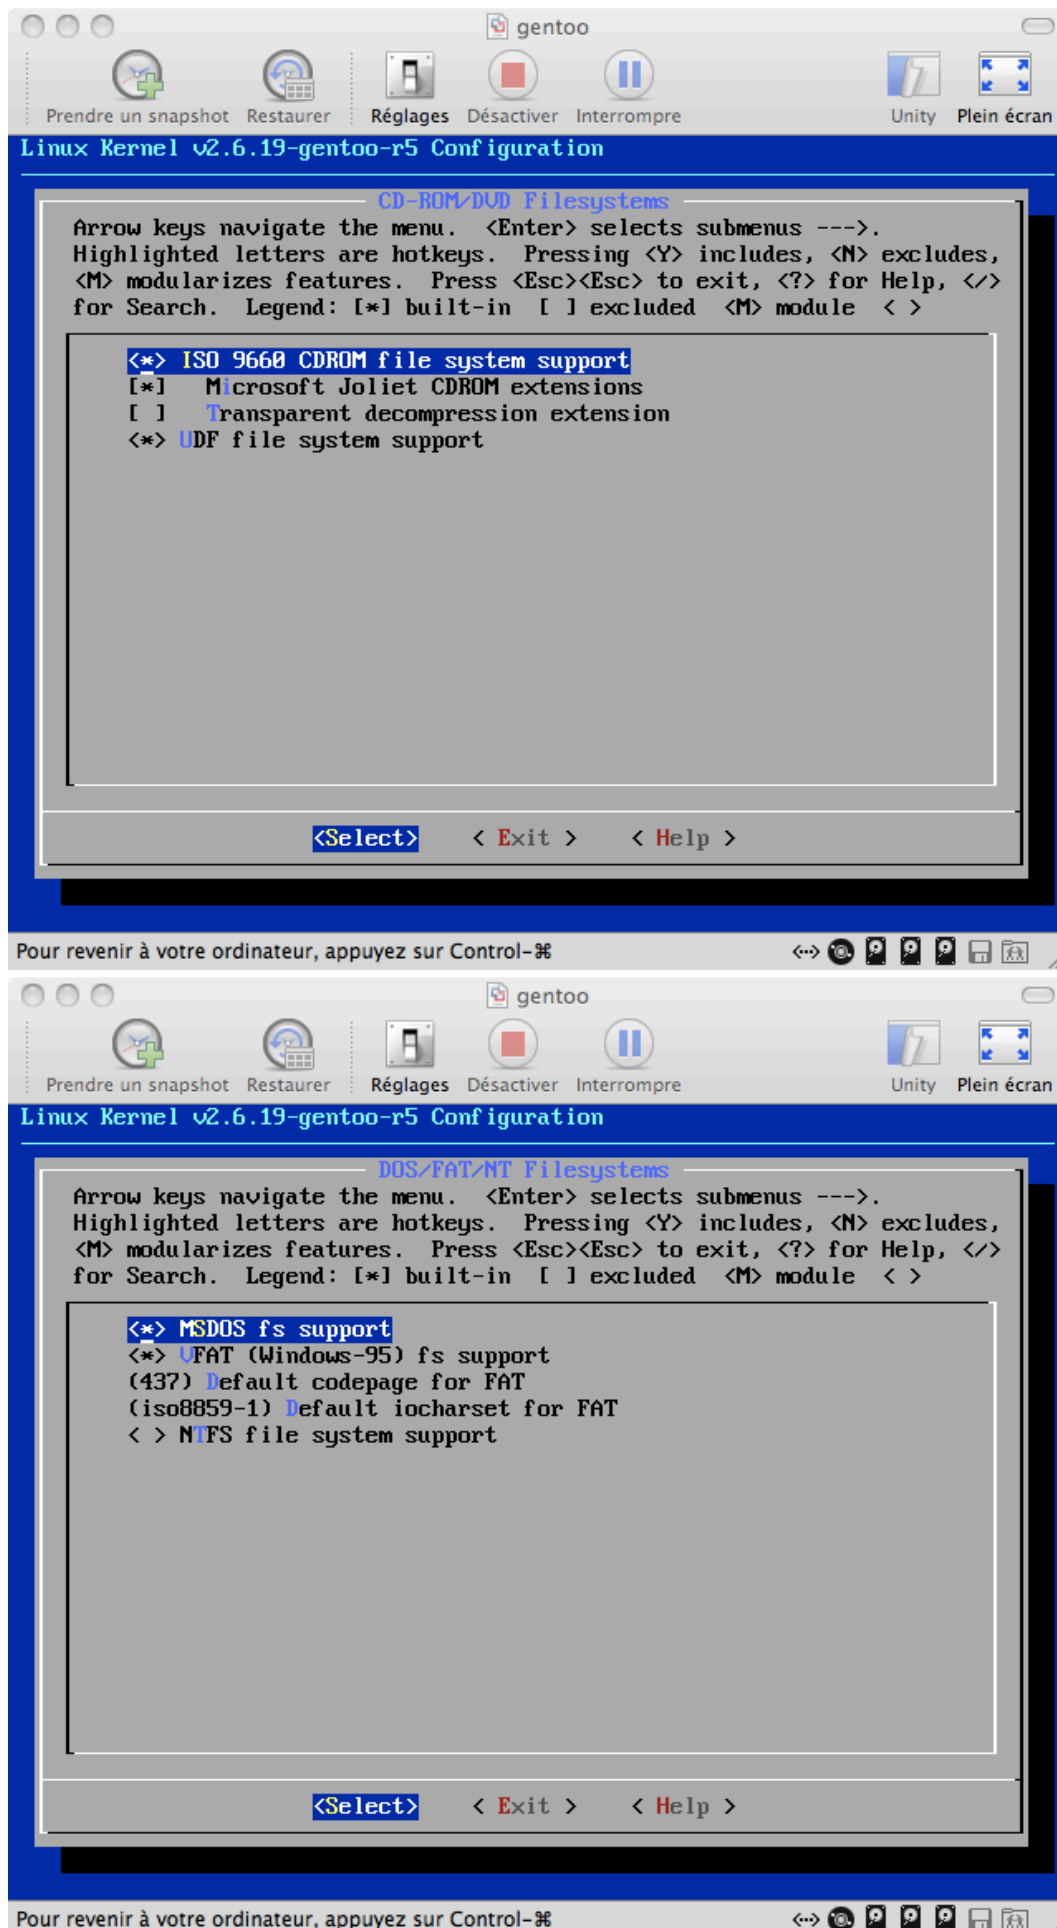 gentoo
Prendre un snapshot Restaurer Réglages Désactiver Interrompre Unity Plein écran
Linux Kernel v2.6.19-gentoo-r5 Configuration
CD-ROM/DVD Filesystems
Arrow keys navigate the menu. <Enter> selects submenus --->.
Highlighted letters are hotkeys. Pressing <Y> includes, <N> excludes,
<M> modularizes features. Press <Esc><Esc> to exit, <?> for Help, </>
for Search. Legend: [*] built-in [ ] excluded <M> module < >
<*> ISO 9660 CDROM file system support
[*] Microsoft Joliet CDROM extensions
[ ] Transparent decompression extension
<*> UDF file system support
<Select> < Exit > < Help >
Pour revenir à votre ordinateur, appuyez sur Control-⌘
gentoo
Prendre un snapshot Restaurer Réglages Désactiver Interrompre Unity Plein écran
Linux Kernel v2.6.19-gentoo-r5 Configuration
DOS/FAT/NT Filesystems
Arrow keys navigate the menu. <Enter> selects submenus --->.
Highlighted letters are hotkeys. Pressing <Y> includes, <N> excludes,
<M> modularizes features. Press <Esc><Esc> to exit, <?> for Help, </>
for Search. Legend: [*] built-in [ ] excluded <M> module < >
<*> MSDOS fs support
<*> VFAT (Windows-95) fs support
(437) Default codepage for FAT
(iso8859-1) Default iocharset for FAT
< > NTFS file system support
<Select> < Exit > < Help >
Pour revenir à votre ordinateur, appuyez sur Control-⌘